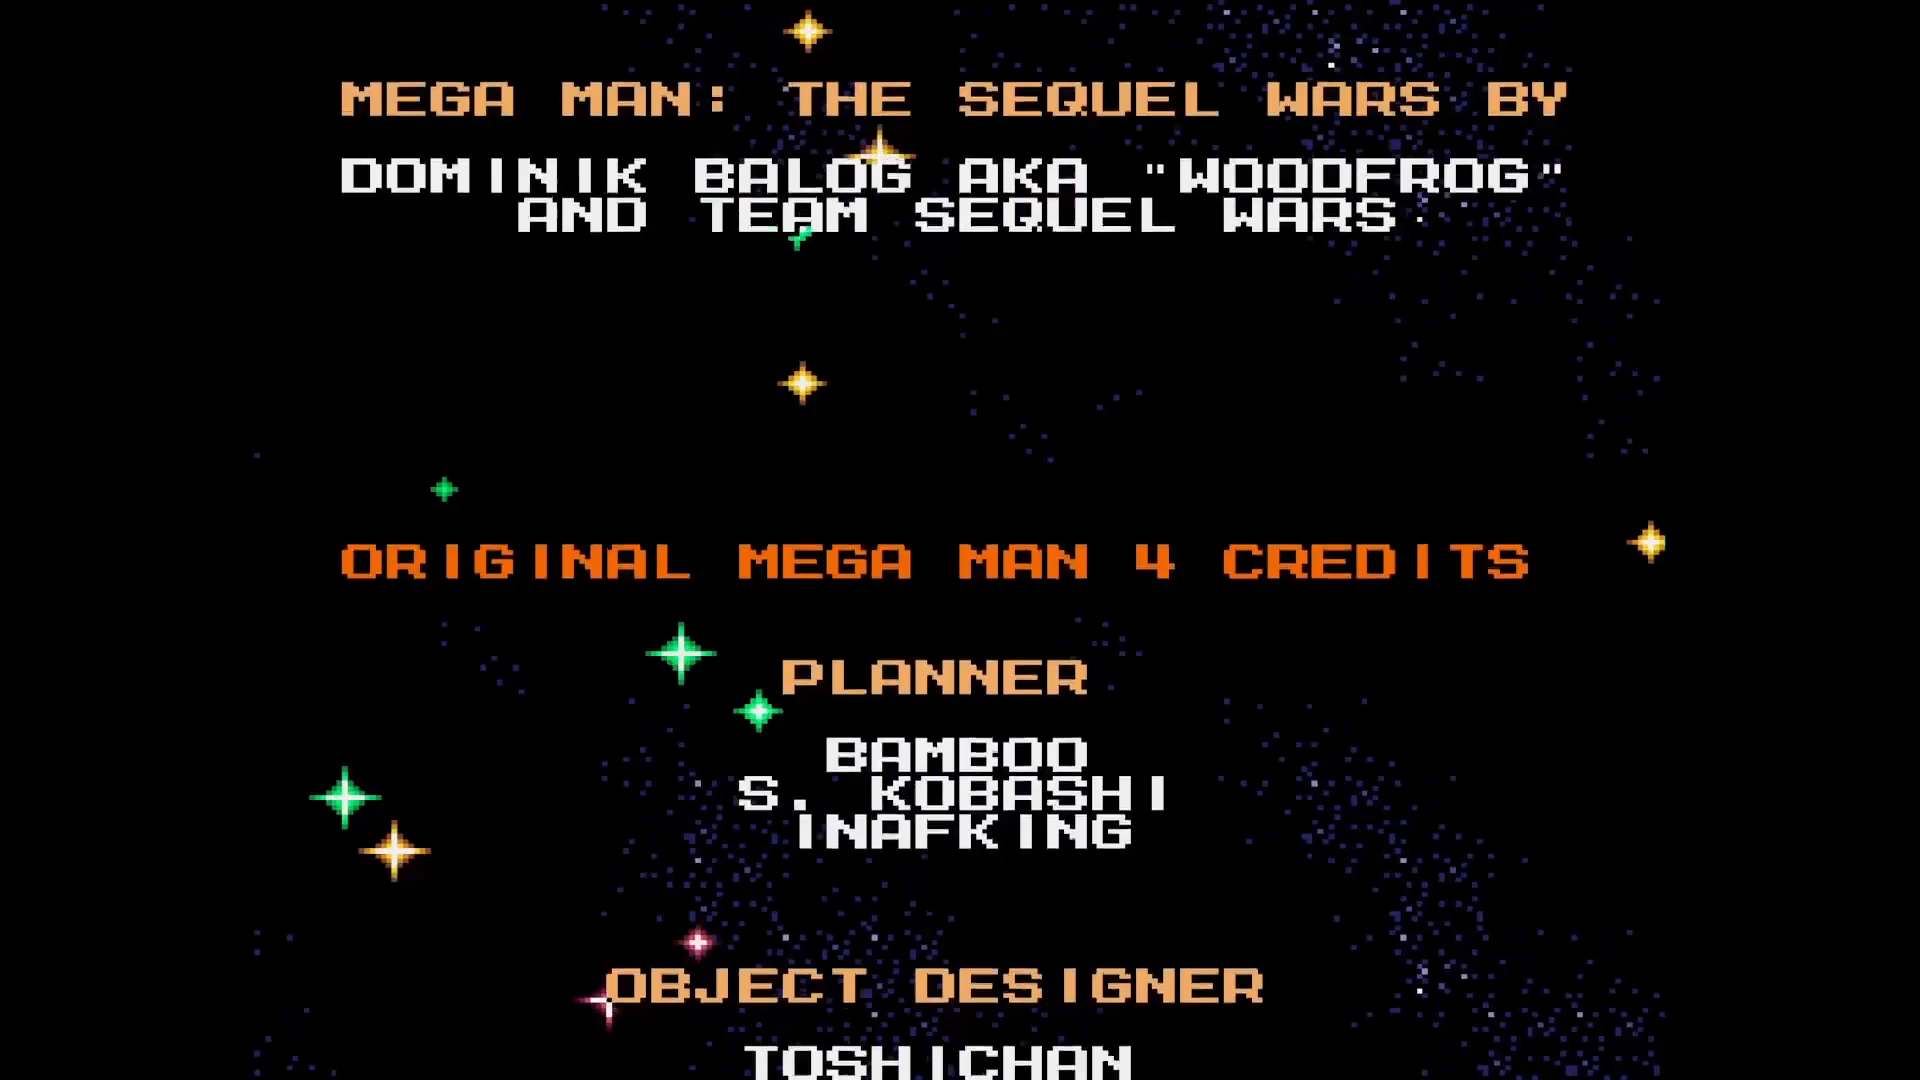 MEGA MAN: THE SEQUEL WARS BY
DOMINIK BALOG AKA "WOODFROG"
AND TEAM SEQUEL WARS
ORIGINAL MEGA MAN 4 CREDITS
PLANNER
BAMBOO
S. KOBASHI
INAFKING
OBJECT DESIGNER
TOSHICHAN